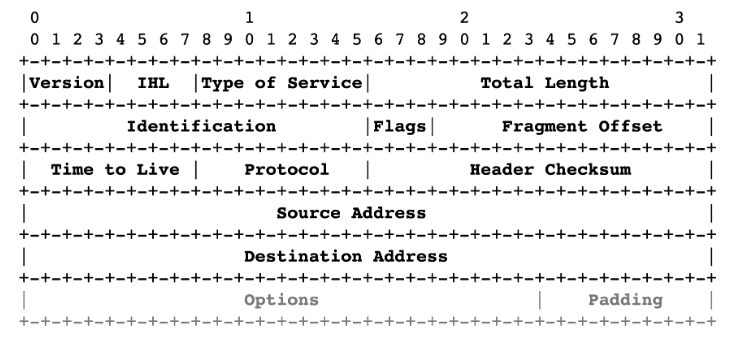 0                   1                   2                   3
0 1 2 3 4 5 6 7 8 9 0 1 2 3 4 5 6 7 8 9 0 1 2 3 4 5 6 7 8 9 0 1
+-+-+-+-+-+-+-+-+-+-+-+-+-+-+-+-+-+-+-+-+-+-+-+-+-+-+-+-+-+-+-+-+
|Version|  IHL  |Type of Service|          Total Length         |
+-+-+-+-+-+-+-+-+-+-+-+-+-+-+-+-+-+-+-+-+-+-+-+-+-+-+-+-+-+-+-+-+
|         Identification        |Flags|      Fragment Offset    |
+-+-+-+-+-+-+-+-+-+-+-+-+-+-+-+-+-+-+-+-+-+-+-+-+-+-+-+-+-+-+-+-+
|  Time to Live |    Protocol   |         Header Checksum       |
+-+-+-+-+-+-+-+-+-+-+-+-+-+-+-+-+-+-+-+-+-+-+-+-+-+-+-+-+-+-+-+-+
|                       Source Address                          |
+-+-+-+-+-+-+-+-+-+-+-+-+-+-+-+-+-+-+-+-+-+-+-+-+-+-+-+-+-+-+-+-+
|                    Destination Address                        |
+-+-+-+-+-+-+-+-+-+-+-+-+-+-+-+-+-+-+-+-+-+-+-+-+-+-+-+-+-+-+-+-+
|                    Options                    |    Padding    |
+-+-+-+-+-+-+-+-+-+-+-+-+-+-+-+-+-+-+-+-+-+-+-+-+-+-+-+-+-+-+-+-+